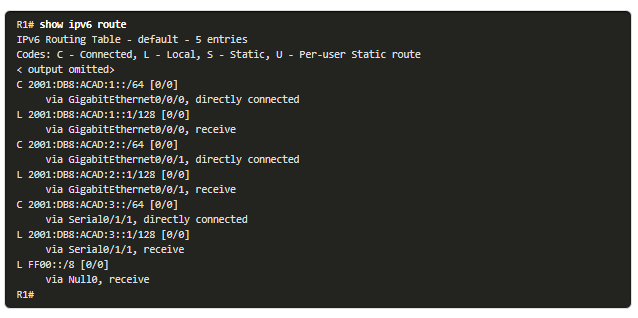 R1# show ipv6 route
IPv6 Routing Table - default - 5 entries
Codes: C - Connected, L - Local, S - Static, U - Per-user Static route
< output omitted>
C 2001:DB8:ACAD:1::/64 [0/0]
     via GigabitEthernet0/0/0, directly connected
L 2001:DB8:ACAD:1::1/128 [0/0]
     via GigabitEthernet0/0/0, receive
C 2001:DB8:ACAD:2::/64 [0/0]
     via GigabitEthernet0/0/1, directly connected
L 2001:DB8:ACAD:2::1/128 [0/0]
     via GigabitEthernet0/0/1, receive
C 2001:DB8:ACAD:3::/64 [0/0]
     via Serial0/1/1, directly connected
L 2001:DB8:ACAD:3::1/128 [0/0]
     via Serial0/1/1, receive
L FF00::/8 [0/0]
     via Null0, receive
R1#